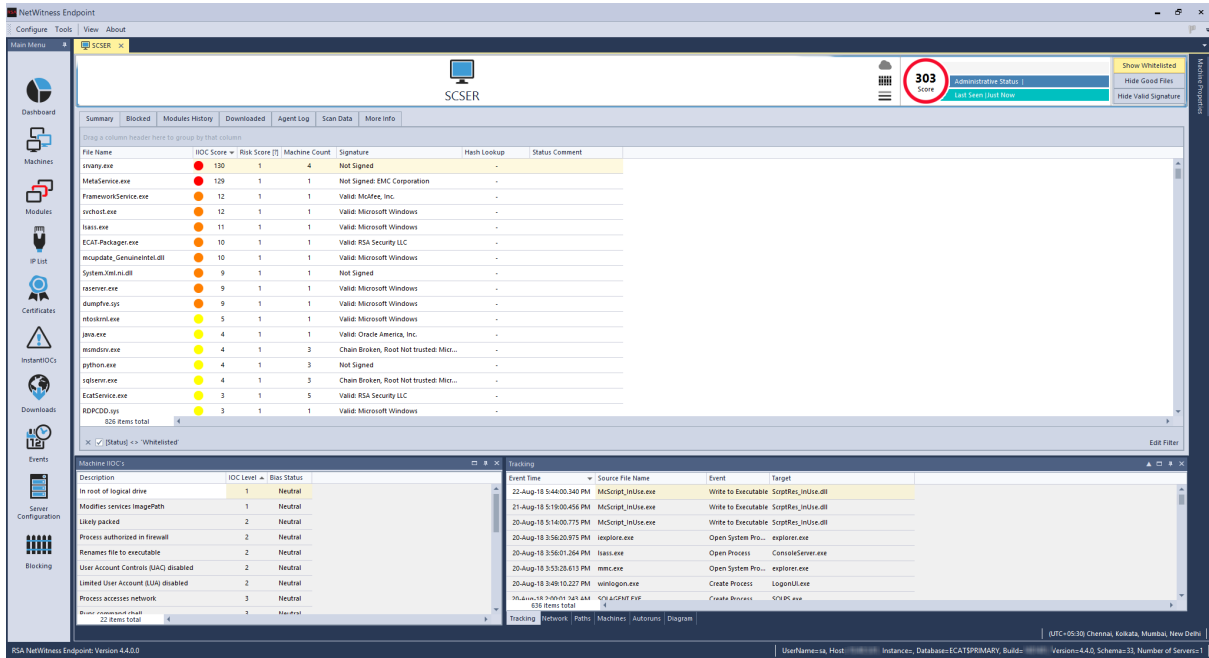 NetWitness Endpoint
Configure Tools View About
Main Menu
SCSER
SCSER
303
Score
Administrative Status |
Last Seen |Just Now
Show Whitelisted
Hide Good Files
Hide Valid Signature
Machine Properties
Dashboard
Machines
Modules
IP List
Certificates
InstantIOCs
Downloads
Events
Server
Configuration
Blocking
Summary Blocked Modules History Downloaded Agent Log Scan Data More Info
Drag a column header here to group by that column
File Name IIOC Score Risk Score [?] Machine Count Signature Hash Lookup Status Comment
srvany.exe 130 1 4 Not Signed -
MetaService.exe 129 1 1 Not Signed: EMC Corporation -
FrameworkService.exe 12 1 1 Valid: McAfee, Inc. -
svchost.exe 12 1 1 Valid: Microsoft Windows -
lsass.exe 11 1 1 Valid: Microsoft Windows -
ECAT-Packager.exe 10 1 1 Valid: RSA Security LLC -
mcupdate_GenuineIntel.dll 10 1 1 Valid: Microsoft Windows -
System.Xml.ni.dll 9 1 1 Not Signed -
raserver.exe 9 1 1 Valid: Microsoft Windows -
dumpfve.sys 9 1 1 Valid: Microsoft Windows -
ntoskrnl.exe 5 1 1 Valid: Microsoft Windows -
java.exe 4 1 1 Valid: Oracle America, Inc. -
msmdsrv.exe 4 1 3 Chain Broken, Root Not trusted: Micr... -
python.exe 4 1 3 Not Signed -
sqlservr.exe 4 1 3 Chain Broken, Root Not trusted: Micr... -
EcatService.exe 3 1 5 Valid: RSA Security LLC -
RDPCDD.sys 3 1 1 Valid: Microsoft Windows -
826 items total
[Status] <> 'Whitelisted'
Edit Filter
Machine IIOC's
Description IOC Level Bias Status
In root of logical drive 1 Neutral
Modifies services ImagePath 1 Neutral
Likely packed 2 Neutral
Process authorized in firewall 2 Neutral
Renames file to executable 2 Neutral
User Account Controls (UAC) disabled 2 Neutral
Limited User Account (LUA) disabled 2 Neutral
Process accesses network 3 Neutral
Runs command shell 3 Neutral
22 items total
Tracking
Event Time Source File Name Event Target
22-Aug-18 5:44:00.340 PM McScript_InUse.exe Write to Executable ScrptRes_InUse.dll
21-Aug-18 5:19:00.456 PM McScript_InUse.exe Write to Executable ScrptRes_InUse.dll
20-Aug-18 5:14:00.775 PM McScript_InUse.exe Write to Executable ScrptRes_InUse.dll
20-Aug-18 3:56:20.975 PM iexplore.exe Open System Pro... explorer.exe
20-Aug-18 3:56:01.264 PM lsass.exe Open Process ConsoleServer.exe
20-Aug-18 3:53:28.613 PM mmc.exe Open System Pro... explorer.exe
20-Aug-18 3:49:10.227 PM winlogon.exe Create Process LogonUI.exe
20-Aug-18 2:00:01.243 AM SQLAGENT.EXE Create Process SQLPS.exe
636 items total
Tracking Network Paths Machines Autoruns Diagram
(UTC+05:30) Chennai, Kolkata, Mumbai, New Delhi
RSA NetWitness Endpoint: Version 4.4.0.0
UserName=sa, Host Instance=, Database=ECAT$PRIMARY, Build= Version=4.4.0, Schema=33, Number of Servers=1